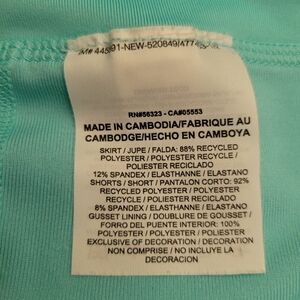 RN#56323 - CA#05553
MADE IN CAMBODIA/FABRIQUE AU
CAMBODGE/HECHO EN CAMBOYA
SKIRT / JUPE / FALDA: 88% RECYCLED
POLYESTER / POLYESTER RECYCLE /
POLIESTER RECICLADO
12% SPANDEX / ELASTHANNE / ELASTANO
SHORTS / SHORT / PANTALON CORTO: 92%
RECYCLED POLYESTER / POLYESTER
RECYCLE / POLIESTER RECICLADO
8% SPANDEX / ELASTHANNE / ELASTANO
GUSSET LINING / DOUBLURE DE GOUSSET /
FORRO DEL PUENTE INTERIOR: 100%
POLYESTER / POLYESTER / POLIESTER
EXCLUSIVE OF DECORATION / DECORATION
NON COMPRISE / NO INCLUYE LA
DECORACION